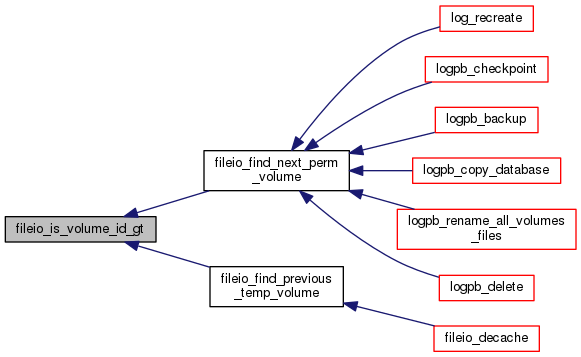 log_recreate
logpb_checkpoint
logpb_backup
fileio_find_next_perm
_volume
logpb_copy_database
logpb_rename_all_volumes
_files
fileio_is_volume_id_gt
fileio_find_previous
_temp_volume
logpb_delete
fileio_decache